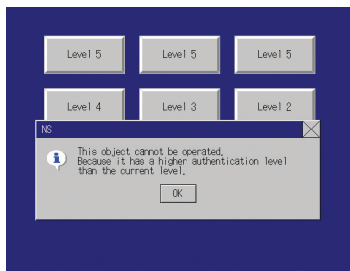 Level 5 Level 5 Level 5
Level 4 Level 3 Level 2
NS
This object cannot be operated.
Because it has a higher authentication level
than the current level.
OK